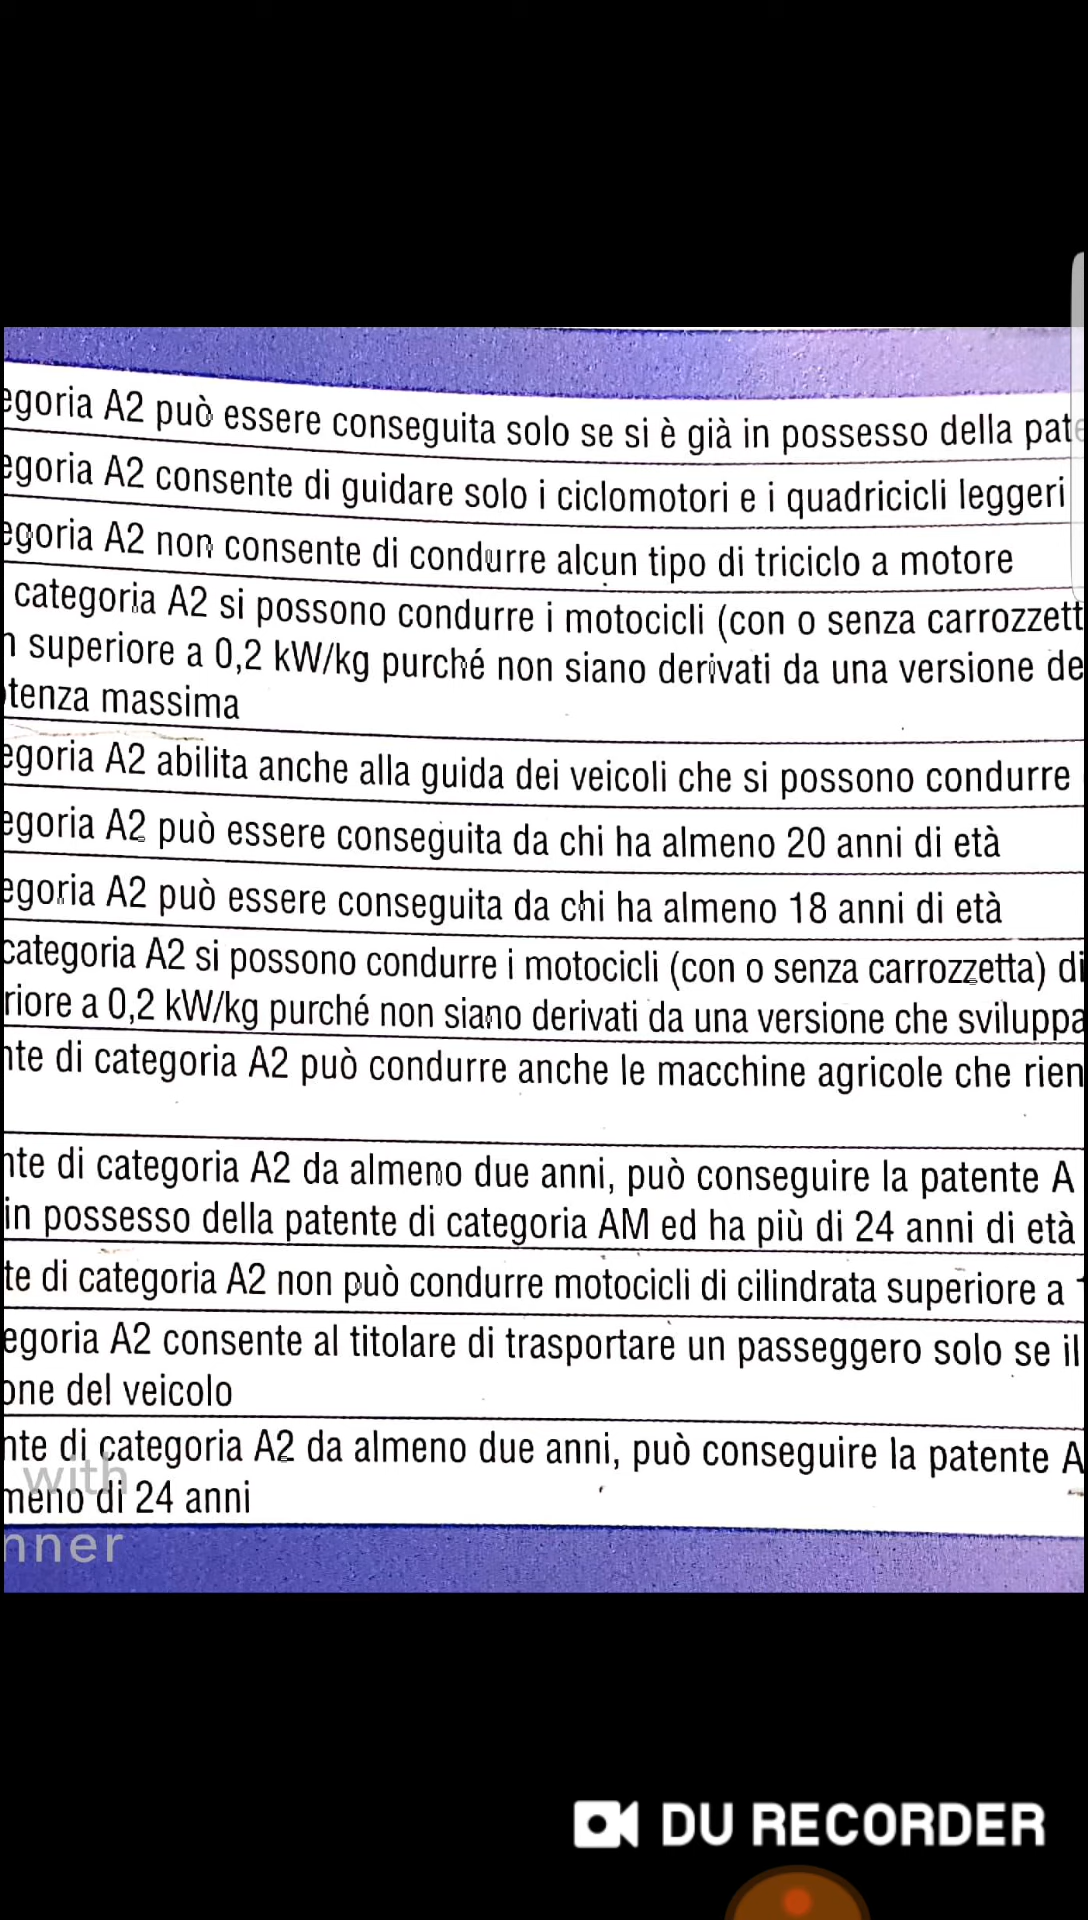 egoria A2 può essere conseguita solo se si è già in possesso della pate
egoria A2 consente di guidare solo i ciclomotori e i quadricicli leggeri
egoria A2 non consente di condurre alcun tipo di triciclo a motore
categoria A2 si possono condurre i motocicli (con o senza carrozzett
n superiore a 0,2 kW/kg purché non siano derivati da una versione de
tenza massima
egoria A2 abilita anche alla guida dei veicoli che si possono condurre
egoria A2 può essere conseguita da chi ha almeno 20 anni di età
egoria A2 può essere conseguita da chi ha almeno 18 anni di età
categoria A2 si possono condurre i motocicli (con o senza carrozzetta) di
riore a 0,2 kW/kg purché non siano derivati da una versione che sviluppa
nte di categoria A2 può condurre anche le macchine agricole che rien
nte di categoria A2 da almeno due anni, può conseguire la patente A
in possesso della patente di categoria AM ed ha più di 24 anni di età
te di categoria A2 non può condurre motocicli di cilindrata superiore a 1
egoria A2 consente al titolare di trasportare un passeggero solo se il
one del veicolo
nte di categoria A2 da almeno due anni, può conseguire la patente A
with
meno di 24 anni
nner
DU RECORDER